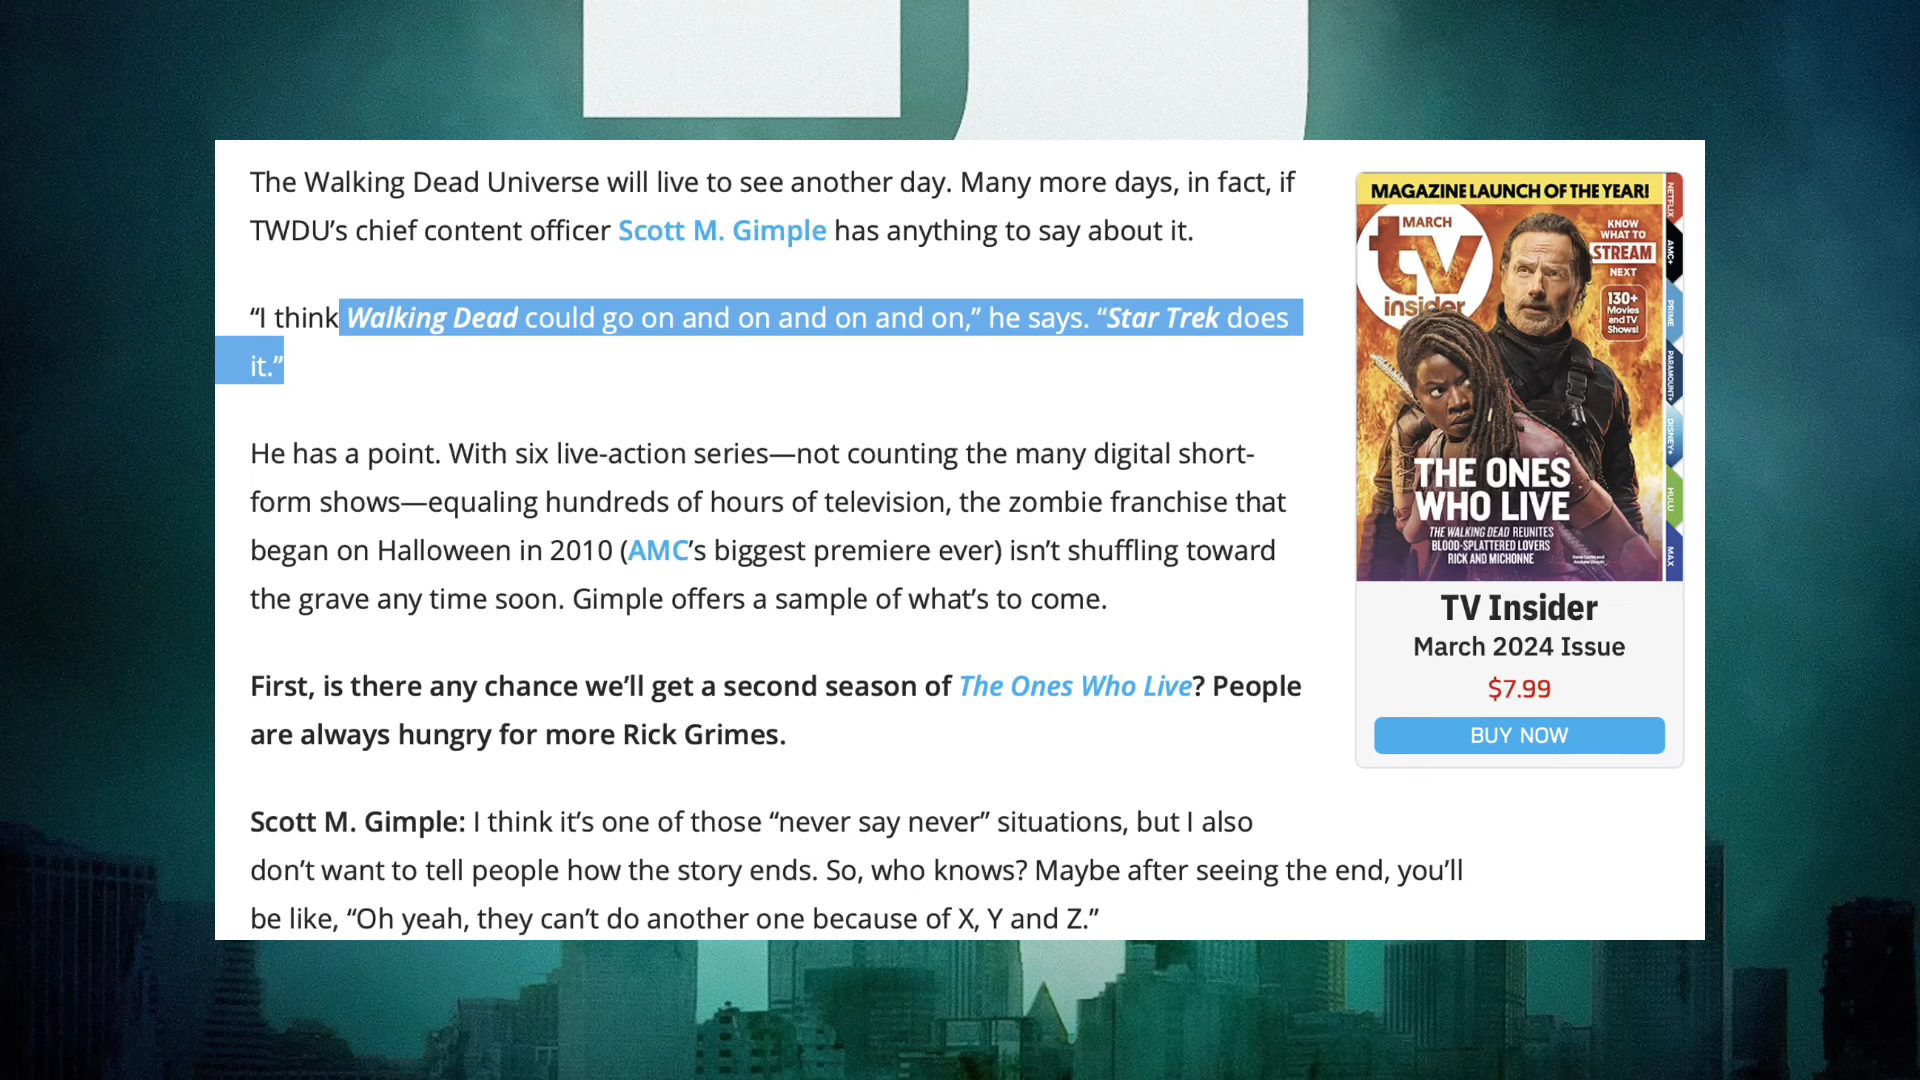 The Walking Dead Universe will live to see another day. Many more days, in fact, if
TWDU’s chief content officer Scott M. Gimple has anything to say about it.
“I think Walking Dead could go on and on and on and on,” he says. “Star Trek does
it.”
He has a point. With six live-action series—not counting the many digital short-
form shows—equaling hundreds of hours of television, the zombie franchise that
began on Halloween in 2010 (AMC’s biggest premiere ever) isn’t shuffling toward
the grave any time soon. Gimple offers a sample of what’s to come.
First, is there any chance we’ll get a second season of The Ones Who Live? People
are always hungry for more Rick Grimes.
Scott M. Gimple: I think it’s one of those “never say never” situations, but I also
don’t want to tell people how the story ends. So, who knows? Maybe after seeing the end, you’ll
be like, “Oh yeah, they can’t do another one because of X, Y and Z.”
MAGAZINE LAUNCH OF THE YEAR!
MARCH
tv
insider
KNOW
WHAT TO
STREAM
NEXT
130+
Movies
and TV
Shows!
NETFLIX
AMC+
PRIME
PARAMOUNT+
DISNEY+
HULU
MAX
THE ONES
WHO LIVE
THE WALKING DEAD REUNITES
BLOOD-SPLATTERED LOVERS
RICK AND MICHONNE
TV Insider
March 2024 Issue
$7.99
BUY NOW